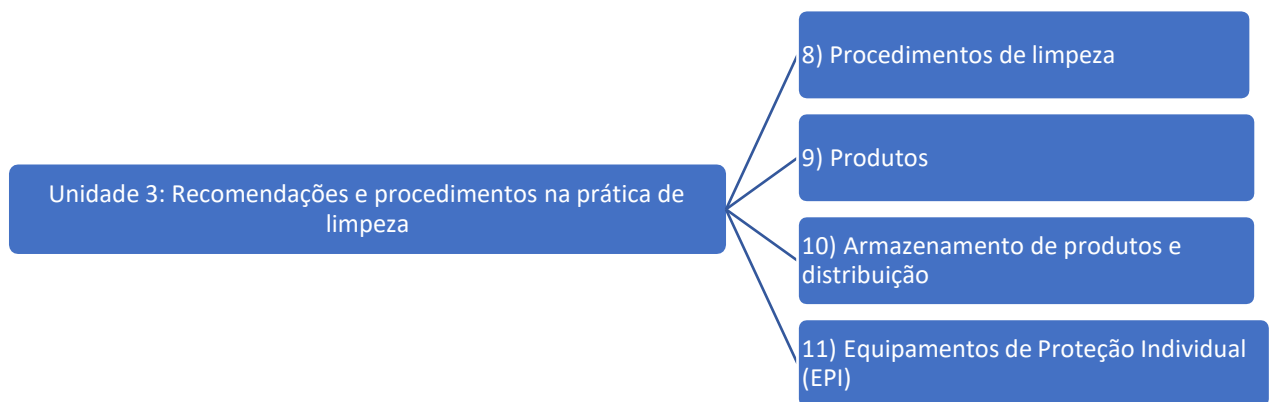 8) Procedimentos de limpeza
9) Produtos
Unidade 3: Recomendações e procedimentos na prática de
limpeza
10) Armazenamento de produtos e
distribuição
11) Equipamentos de Proteção Individual
(EPI)